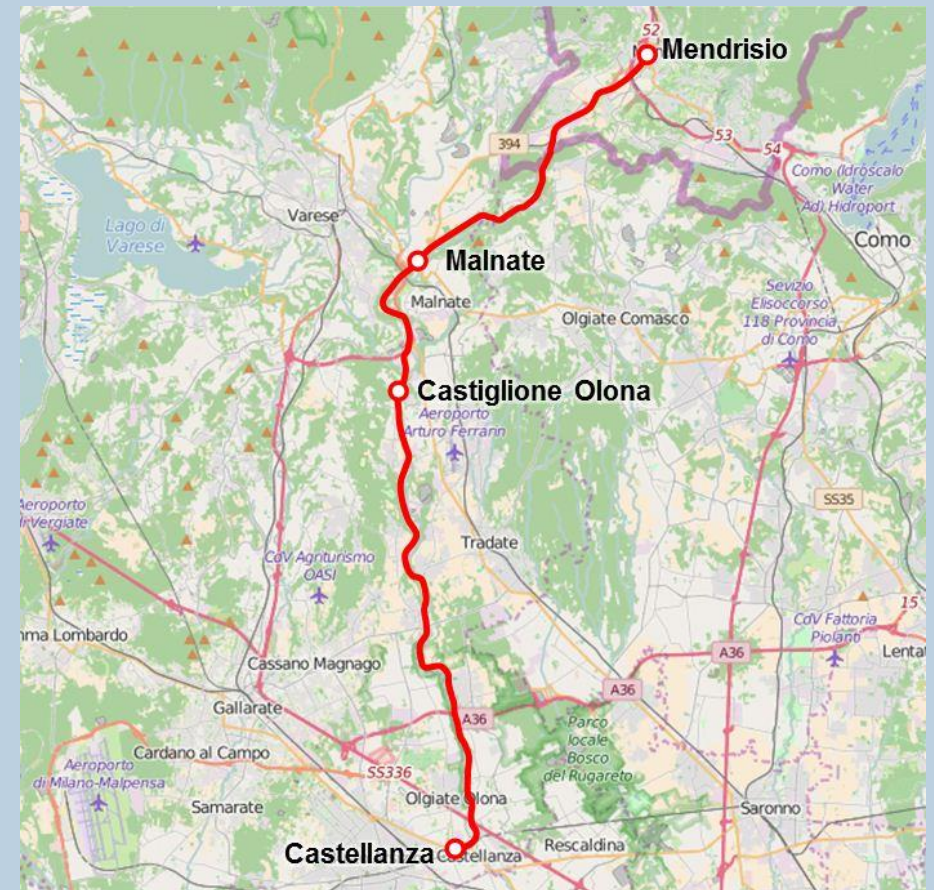 52
Mendrisio
394
53
54
Como (Idroscalo
Water
Ad) Hidroport
Varese
Lago di
Varese
Como
Malnate
Malnate
Olgiate Comasco
Sevizio
Elisoccorso
118 Provincia
di Como
Castiglione Olona
Aeroporto
Arturo Ferrarin
SS35
Aeroporto
di Vergiate
Tradate
CdV Agriturismo
OASI
15
CdV Fattoria
Piolanti
mma Lombardo
Cassano Magnago
A36
Lentat
A36
Gallarate
A36
Parco
locale
Bosco
del Rugareto
Cardano al Campo
Aeroporto
di Milano-Malpensa
SS336
Samarate
Olgiate Olona
Saronno
Castellanza
Castellanza
Rescaldina